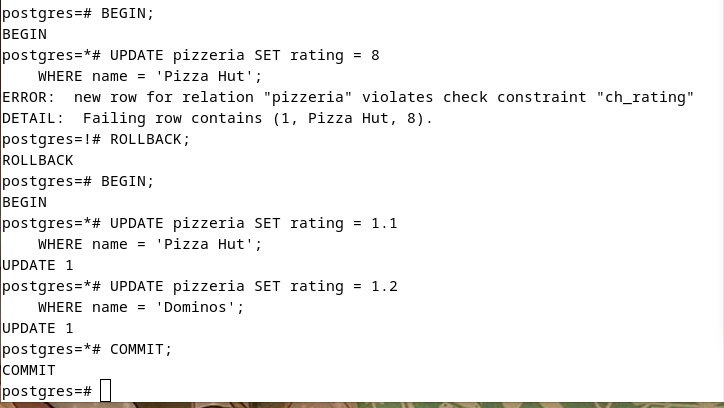 postgres=# BEGIN;
BEGIN
postgres=*# UPDATE pizzeria SET rating = 8
    WHERE name = 'Pizza Hut';
ERROR:  new row for relation "pizzeria" violates check constraint "ch_rating"
DETAIL:  Failing row contains (1, Pizza Hut, 8).
postgres=!# ROLLBACK;
ROLLBACK
postgres=# BEGIN;
BEGIN
postgres=*# UPDATE pizzeria SET rating = 1.1
    WHERE name = 'Pizza Hut';
UPDATE 1
postgres=*# UPDATE pizzeria SET rating = 1.2
    WHERE name = 'Dominos';
UPDATE 1
postgres=*# COMMIT;
COMMIT
postgres=#